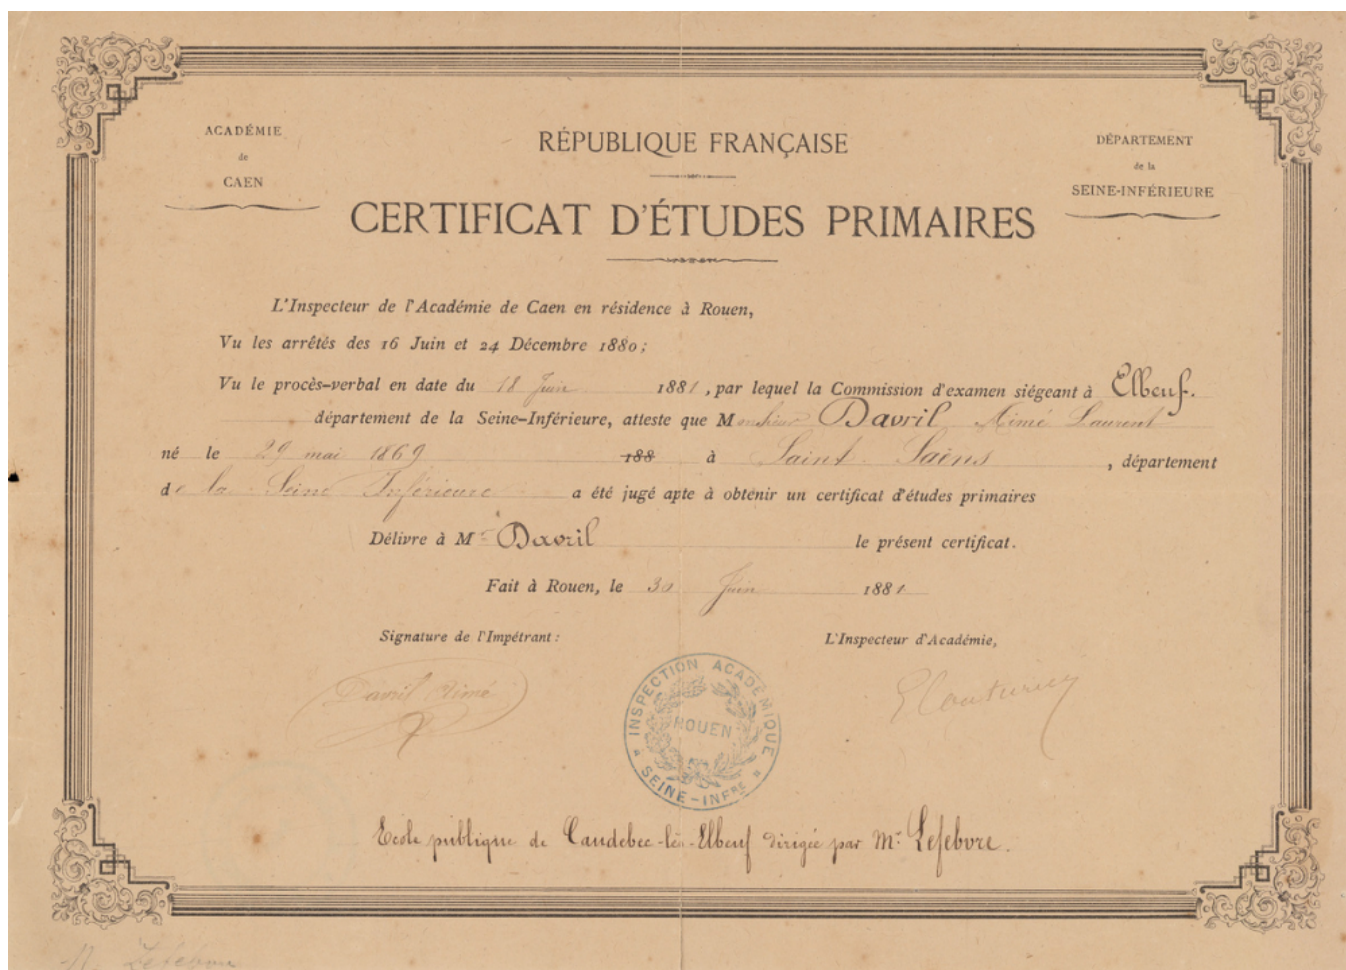 ACADÉMIE
de
CAEN
RÉPUBLIQUE FRANÇAISE
DÉPARTEMENT
de la
SEINE-INFÉRIEURE
CERTIFICAT D'ÉTUDES PRIMAIRES
L'Inspecteur de l'Académie de Caen en résidence à Rouen,
Vu les arrêtés des 16 Juin et 24 Décembre 1880;
Vu le procès-verbal en date du 18 Juin 1881, par lequel la Commission d'examen siégeant à Elbeuf.
département de la Seine-Inférieure, atteste que Monsieur Davril Aimé Laurent
né le 29 mai 1869 188 à Saint-Saëns, département
de la Seine Inférieure a été jugé apte à obtenir un certificat d'études primaires
Délivre à Mr Davril le présent certificat.
Fait à Rouen, le 30 Juin 1881
Signature de l'Impétrant:
L'Inspecteur d'Académie,
Davril Aimé
INSPECTION ACADÉMIQUE
ROUEN
SEINE-INFRE
Ecole publique de Caudebec-lès-Elbeuf dirigée par Mr Lefebvre.
Lefebvre